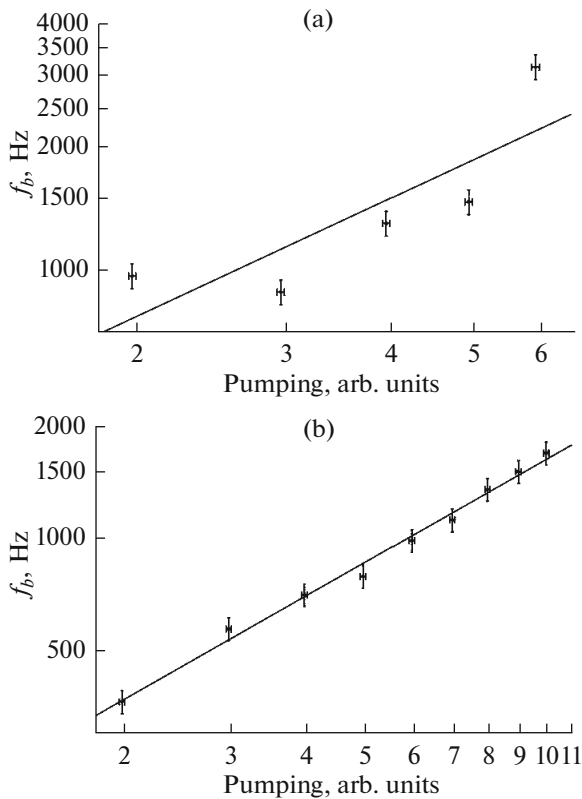 (a)
4000
3500
3000
2500
2000
1500
1000
f_b, Hz
2 3 4 5 6
Pumping, arb. units
(b)
2000
1500
1000
500
f_b, Hz
2 3 4 5 6 7 8 9 10 11
Pumping, arb. units